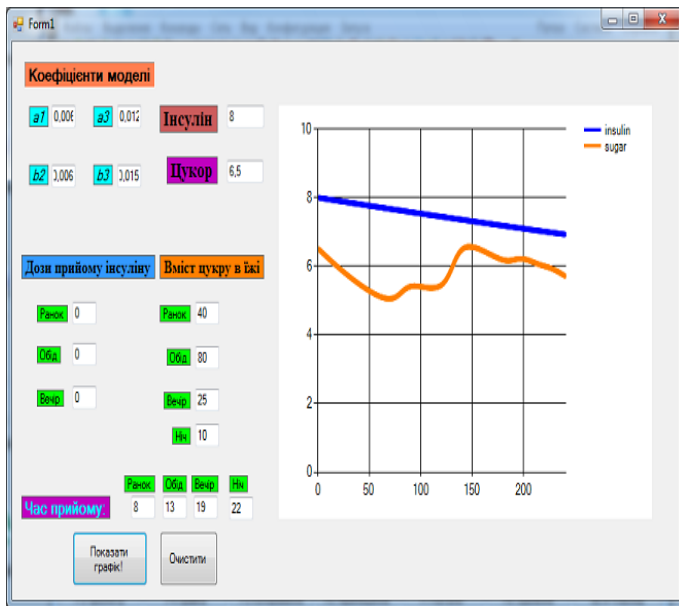 Form1
Коефіцієнти моделі
a1 0,006 a3 0,012 Інсулін 8
b2 0,006 b3 0,015 Цукор 6,5
Дози прийому інсуліну Вміст цукру в їжі
Ранок 0 Ранок 40
Обід 0 Обід 80
Вечір 0 Вечір 25
Ніч 10
Ранок Обід Вечір Ніч
Час прийому: 8 13 19 22
Показати
графік!
Очистити
insulin
sugar
10
8
6
4
2
0
0 50 100 150 200